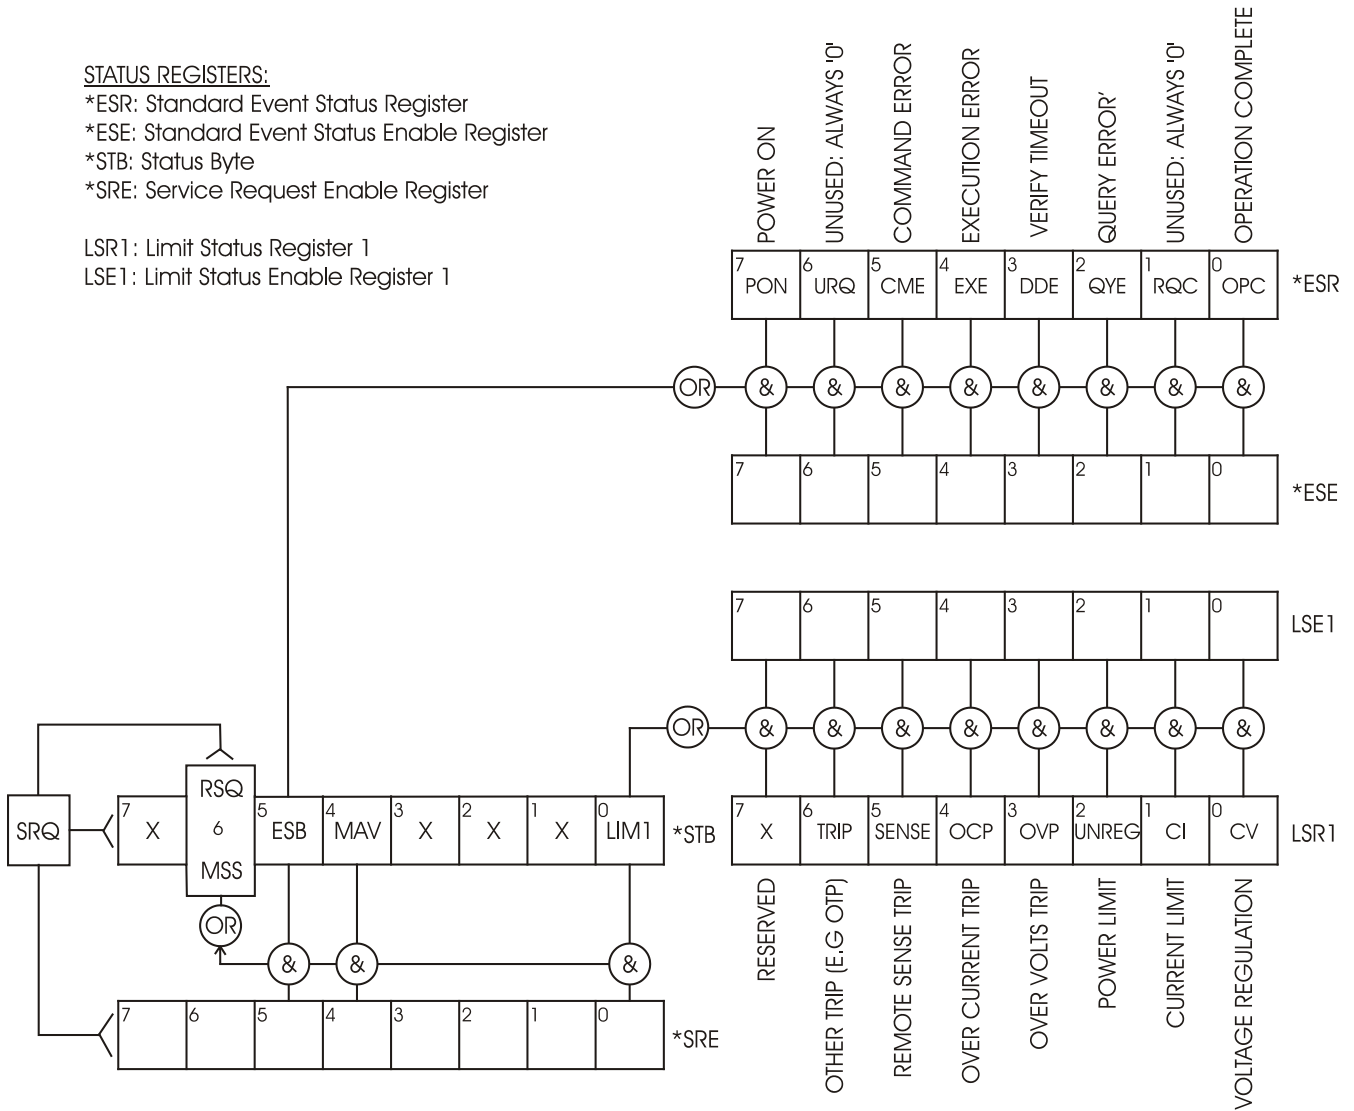 STATUS REGISTERS:
*ESR: Standard Event Status Register
*ESE: Standard Event Status Enable Register
*STB: Status Byte
*SRE: Service Request Enable Register
LSR1: Limit Status Register 1
LSE1: Limit Status Enable Register 1
POWER ON
UNUSED: ALWAYS '0'
COMMAND ERROR
EXECUTION ERROR
VERIFY TIMEOUT
QUERY ERROR'
UNUSED: ALWAYS '0'
OPERATION COMPLETE
7 6 5 4 3 2 1 0
PON URQ CME EXE DDE QYE RQC OPC *ESR
OR & & & & & & & &
7 6 5 4 3 2 1 0
*ESE
7 6 5 4 3 2 1 0
LSE1
OR & & & & & & & &
RSQ
7 5 4 3 2 1 0
SRQ X 6 ESB MAV X X X LIM1 *STB
MSS
7 6 5 4 3 2 1 0
X TRIP SENSE OCP OVP UNREG CI CV LSR1
OR
& & &
7 6 5 4 3 2 1 0
*SRE
RESERVED
OTHER TRIP (E.G OTP)
REMOTE SENSE TRIP
OVER CURRENT TRIP
OVER VOLTS TRIP
POWER LIMIT
CURRENT LIMIT
VOLTAGE REGULATION